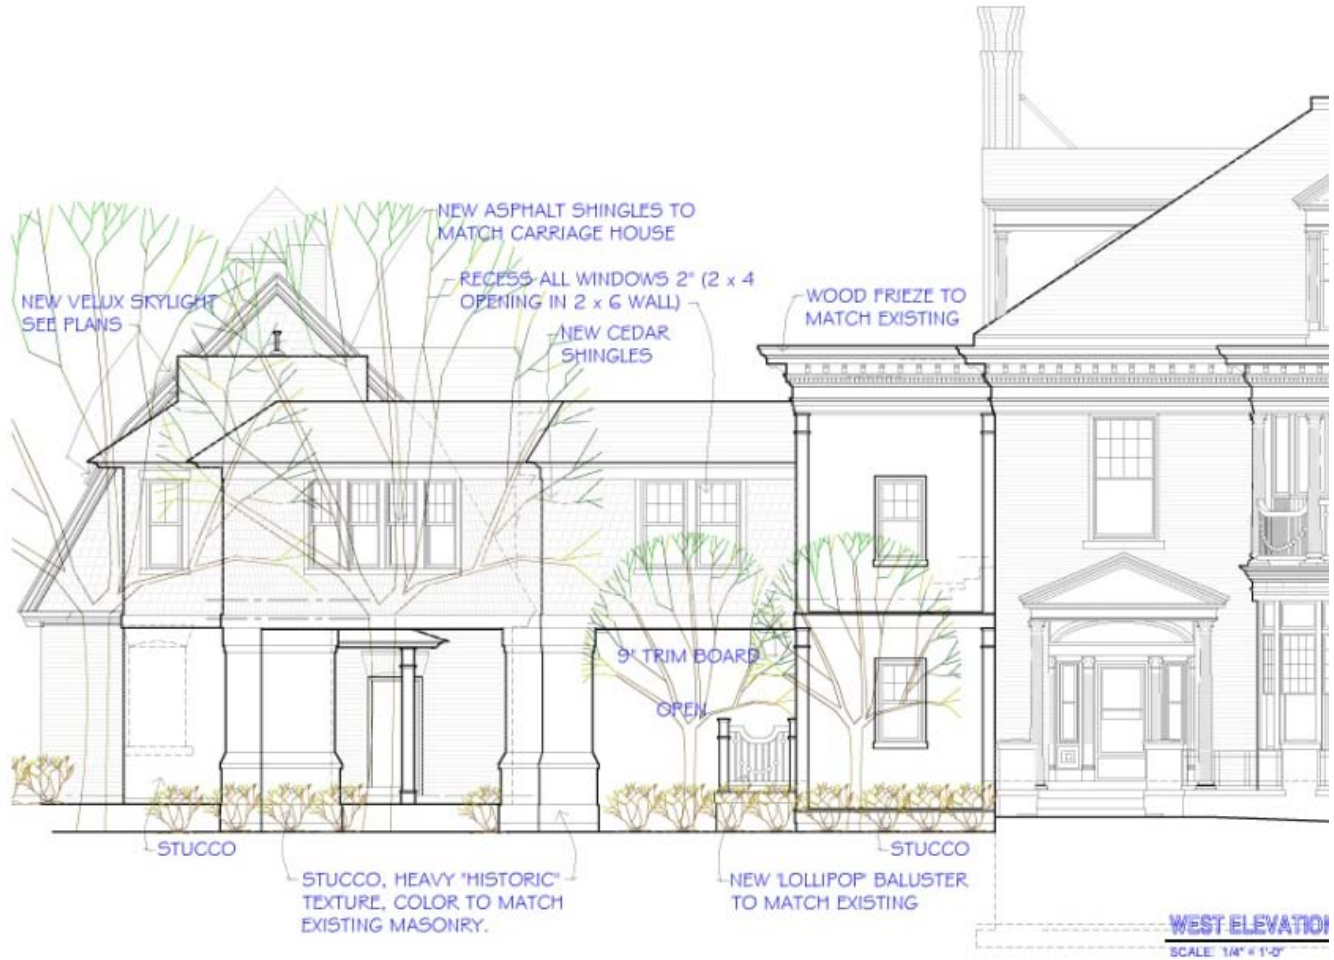 NEW ASPHALT SHINGLES TO
MATCH CARRIAGE HOUSE
RECESS ALL WINDOWS 2" (2 x 4
OPENING IN 2 x 6 WALL)
NEW VELUX SKYLIGHT
SEE PLANS
WOOD FRIEZE TO
MATCH EXISTING
NEW CEDAR
SHINGLES
9" TRIM BOARD
OPEN
STUCCO
STUCCO
STUCCO, HEAVY "HISTORIC"
TEXTURE, COLOR TO MATCH
EXISTING MASONRY.
NEW 'LOLLIPOP' BALUSTER
TO MATCH EXISTING
WEST ELEVATION
SCALE: 1/4" = 1'-0"